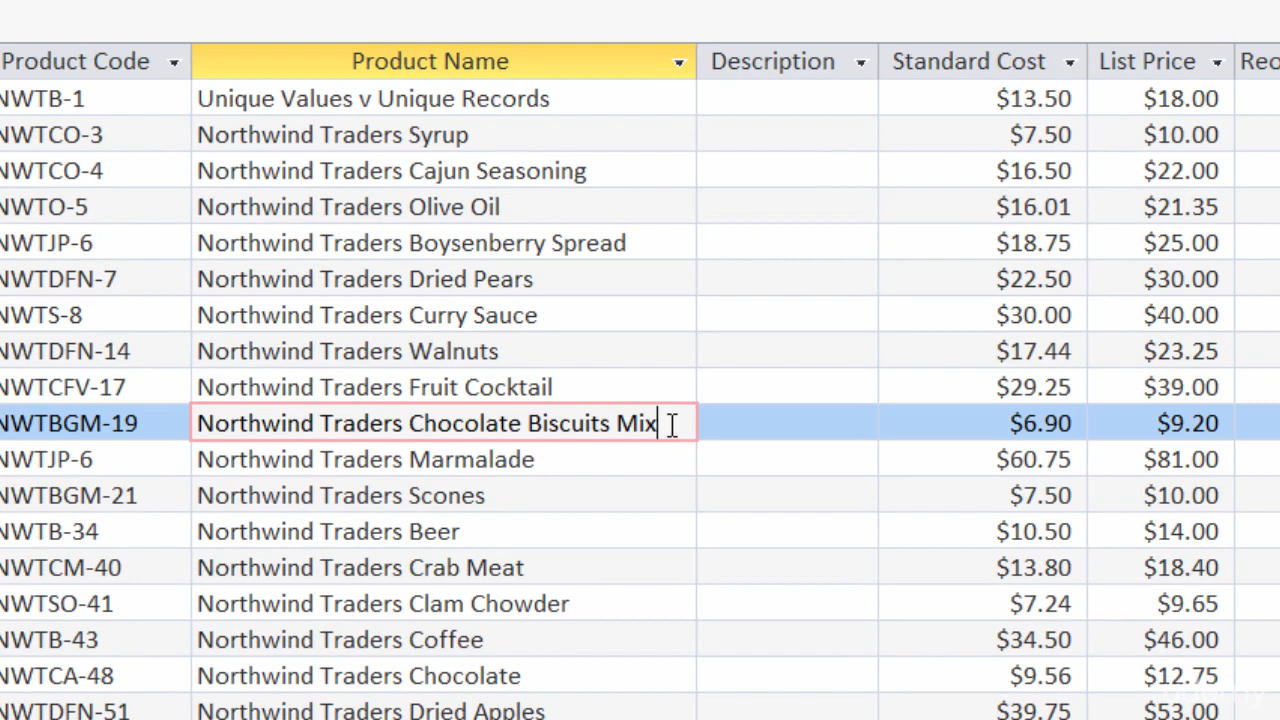 Product Code Product Name Description Standard Cost List Price Reo
NWTB-1 Unique Values v Unique Records $13.50 $18.00
NWTCO-3 Northwind Traders Syrup $7.50 $10.00
NWTCO-4 Northwind Traders Cajun Seasoning $16.50 $22.00
NWTO-5 Northwind Traders Olive Oil $16.01 $21.35
NWTJP-6 Northwind Traders Boysenberry Spread $18.75 $25.00
NWTDFN-7 Northwind Traders Dried Pears $22.50 $30.00
NWTS-8 Northwind Traders Curry Sauce $30.00 $40.00
NWTDFN-14 Northwind Traders Walnuts $17.44 $23.25
NWTCFV-17 Northwind Traders Fruit Cocktail $29.25 $39.00
NWTBGM-19 Northwind Traders Chocolate Biscuits Mix $6.90 $9.20
NWTJP-6 Northwind Traders Marmalade $60.75 $81.00
NWTBGM-21 Northwind Traders Scones $7.50 $10.00
NWTB-34 Northwind Traders Beer $10.50 $14.00
NWTCM-40 Northwind Traders Crab Meat $13.80 $18.40
NWTSO-41 Northwind Traders Clam Chowder $7.24 $9.65
NWTB-43 Northwind Traders Coffee $34.50 $46.00
NWTCA-48 Northwind Traders Chocolate $9.56 $12.75
NWTDFN-51 Northwind Traders Dried Apples $39.75 $53.00